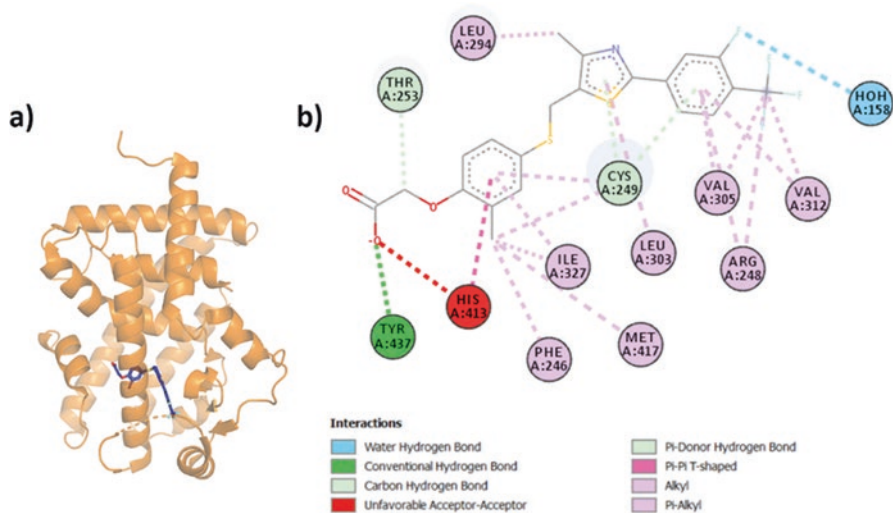 a)
b)
LEU
A:294
THR
A:253
N
S
S
O
O
O
-
HOH
A:158
CYS
A:249
VAL
A:305
VAL
A:312
LEU
A:303
ARG
A:248
ILE
A:327
HIS
A:413
TYR
A:437
PHE
A:246
MET
A:417
Interactions
Water Hydrogen Bond
Conventional Hydrogen Bond
Carbon Hydrogen Bond
Unfavorable Acceptor-Acceptor
Pi-Donor Hydrogen Bond
Pi-Pi T-shaped
Alkyl
Pi-Alkyl